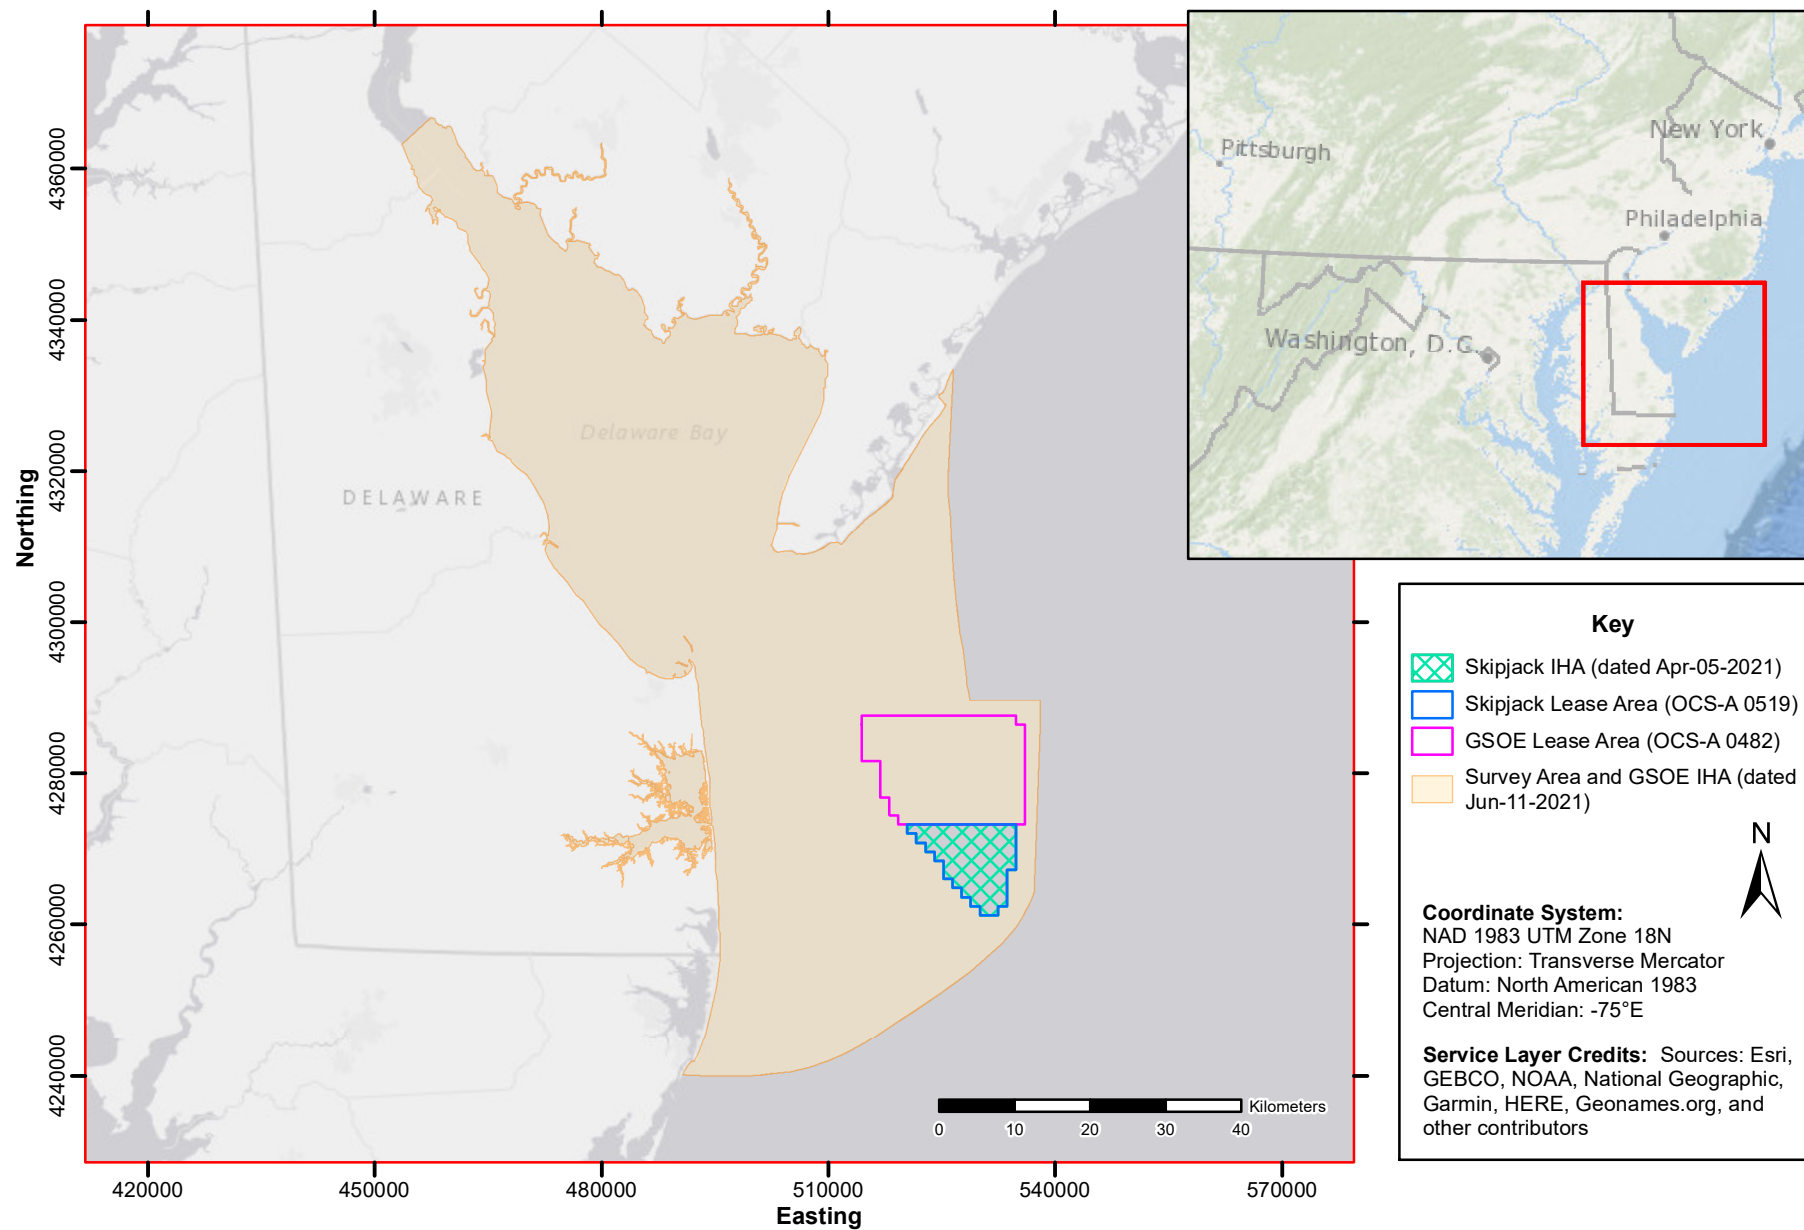 Pittsburgh
New York
Philadelphia
Washington, D.C.
Northing
4360000
4340000
4320000
4300000
4280000
4260000
4240000
Delaware Bay
DELAWARE
Key
Skipjack IHA (dated Apr-05-2021)
Skipjack Lease Area (OCS-A 0519)
GSOE Lease Area (OCS-A 0482)
Survey Area and GSOE IHA (dated
Jun-11-2021)
N
Coordinate System:
NAD 1983 UTM Zone 18N
Projection: Transverse Mercator
Datum: North American 1983
Central Meridian: -75°E
Service Layer Credits: Sources: Esri,
GEBCO, NOAA, National Geographic,
Garmin, HERE, Geonames.org, and
other contributors
Kilometers
0 10 20 30 40
420000 450000 480000 510000 540000 570000
Easting